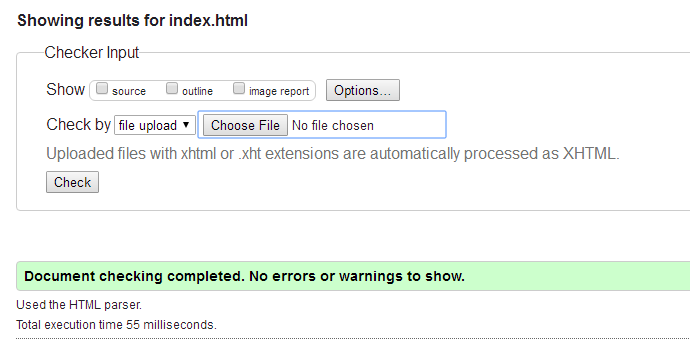 Showing results for index.html
Checker Input
Show source outline image report Options...
Check by file upload Choose File No file chosen
Uploaded files with xhtml or .xht extensions are automatically processed as XHTML.
Check
Document checking completed. No errors or warnings to show.
Used the HTML parser.
Total execution time 55 milliseconds.